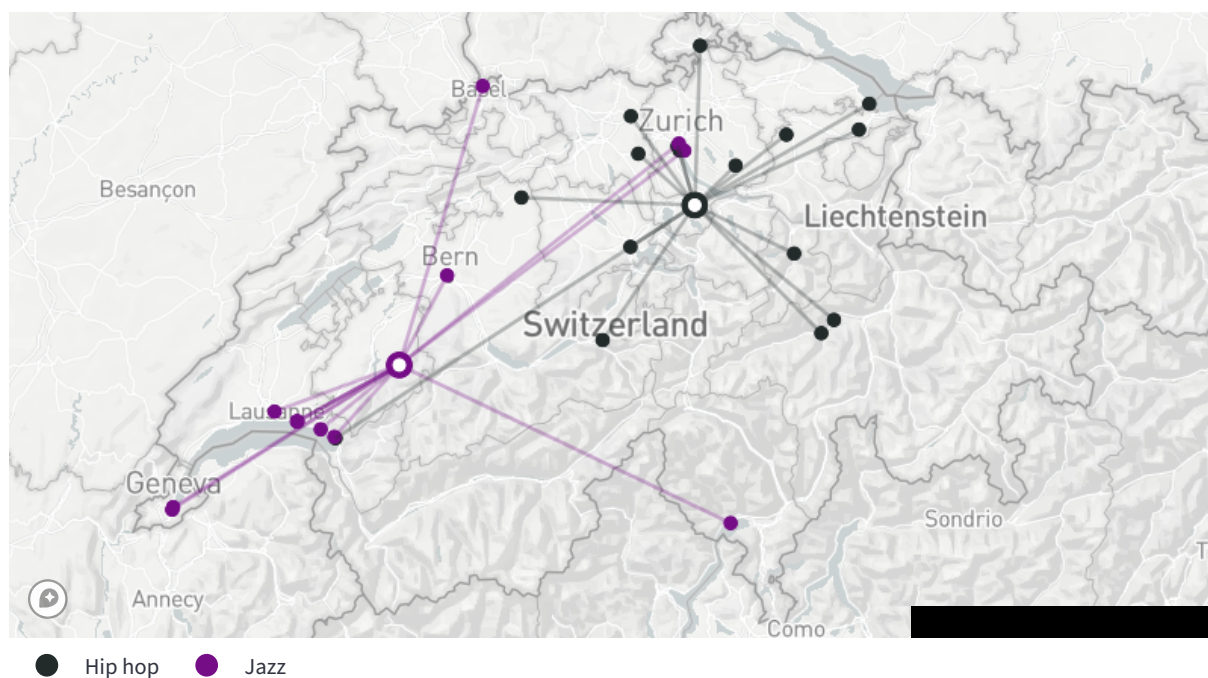 Basel
Zurich
Besançon
Liechtenstein
Bern
Switzerland
Lausanne
Geneva
Sondrio
T
Annecy
Como
Hip hop
Jazz